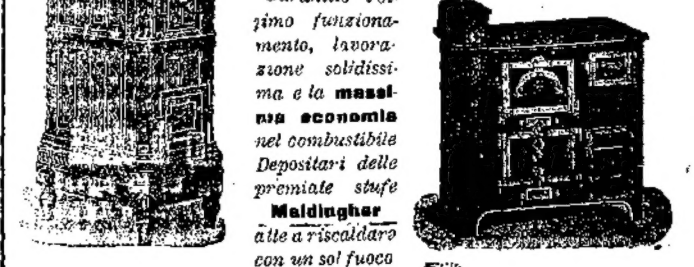 zimo funziona-
mento, lavora-
zione solidissi-
ma e la massi-
ma economia
nel combustibile
Depositari delle
premiate stufe
Maldinghar
atte a riscaldare
con un sol fuoco